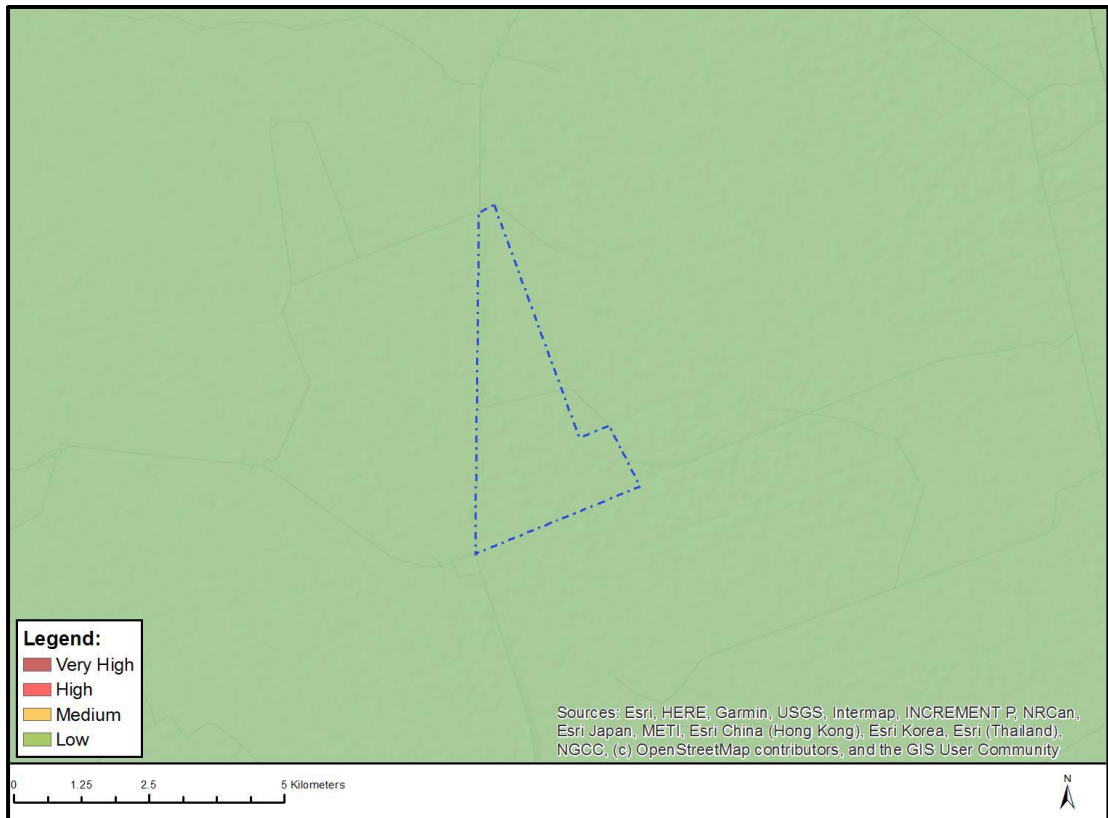 Legend:
Very High
High
Medium
Low
Sources: Esri, HERE, Garmin, USGS, Intermap, INCREMENT P, NRCan,
Esri Japan, METI, Esri China (Hong Kong), Esri Korea, Esri (Thailand),
NGCC, (c) OpenStreetMap contributors, and the GIS User Community
0 1.25 2.5 5 Kilometers
N